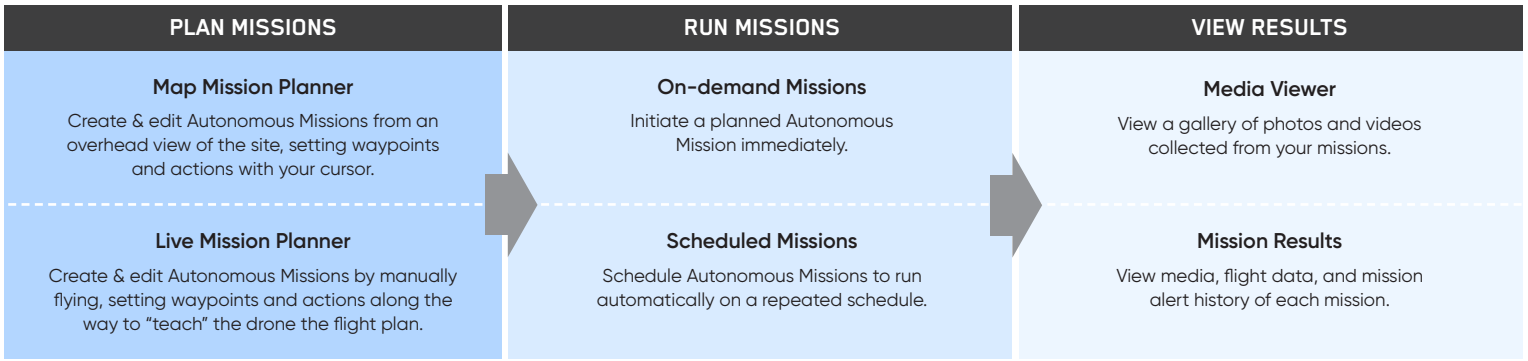 PLAN MISSIONS
Map Mission Planner
Create & edit Autonomous Missions from an
overhead view of the site, setting waypoints
and actions with your cursor.
Live Mission Planner
Create & edit Autonomous Missions by manually
flying, setting waypoints and actions along the
way to “teach” the drone the flight plan.
RUN MISSIONS
On-demand Missions
Initiate a planned Autonomous
Mission immediately.
Scheduled Missions
Schedule Autonomous Missions to run
automatically on a repeated schedule.
VIEW RESULTS
Media Viewer
View a gallery of photos and videos
collected from your missions.
Mission Results
View media, flight data, and mission
alert history of each mission.